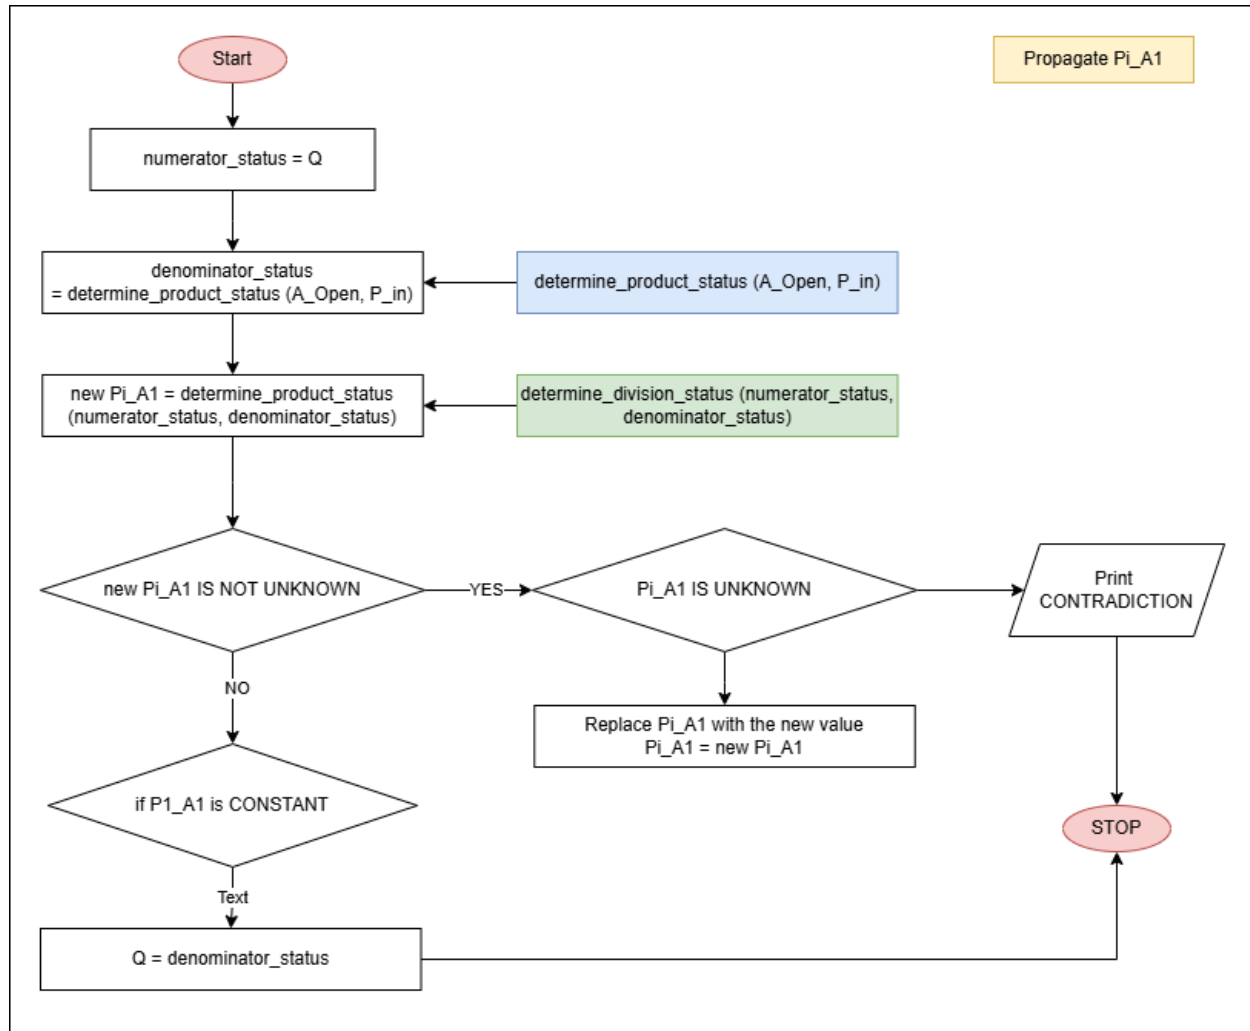 Start
Propagate Pi_A1
numerator_status = Q
denominator_status
= determine_product_status (A_Open, P_in)
determine_product_status (A_Open, P_in)
new Pi_A1 = determine_product_status
(numerator_status, denominator_status)
determine_division_status (numerator_status,
denominator_status)
new Pi_A1 IS NOT UNKNOWN
YES
Pi_A1 IS UNKNOWN
Print
CONTRADICTION
NO
Replace Pi_A1 with the new value
Pi_A1 = new Pi_A1
if P1_A1 is CONSTANT
STOP
Text
Q = denominator_status